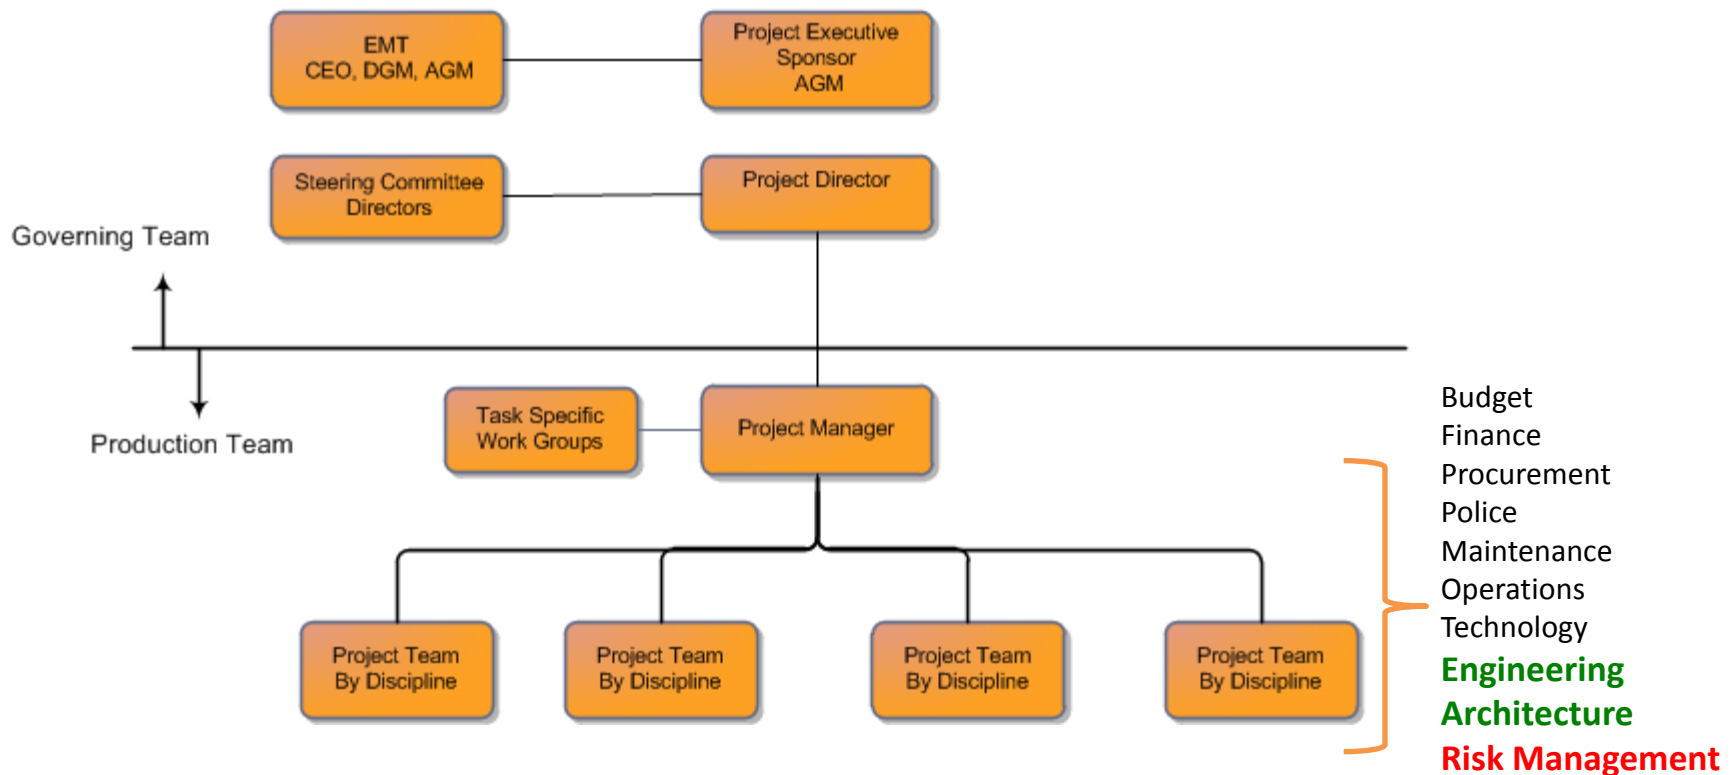 EMT
CEO, DGM, AGM
Project Executive
Sponsor
AGM
Steering Committee
Directors
Project Director
Governing Team
Production Team
Task Specific
Work Groups
Project Manager
Project Team
By Discipline
Project Team
By Discipline
Project Team
By Discipline
Project Team
By Discipline
Budget
Finance
Procurement
Police
Maintenance
Operations
Technology
Engineering
Architecture
Risk Management